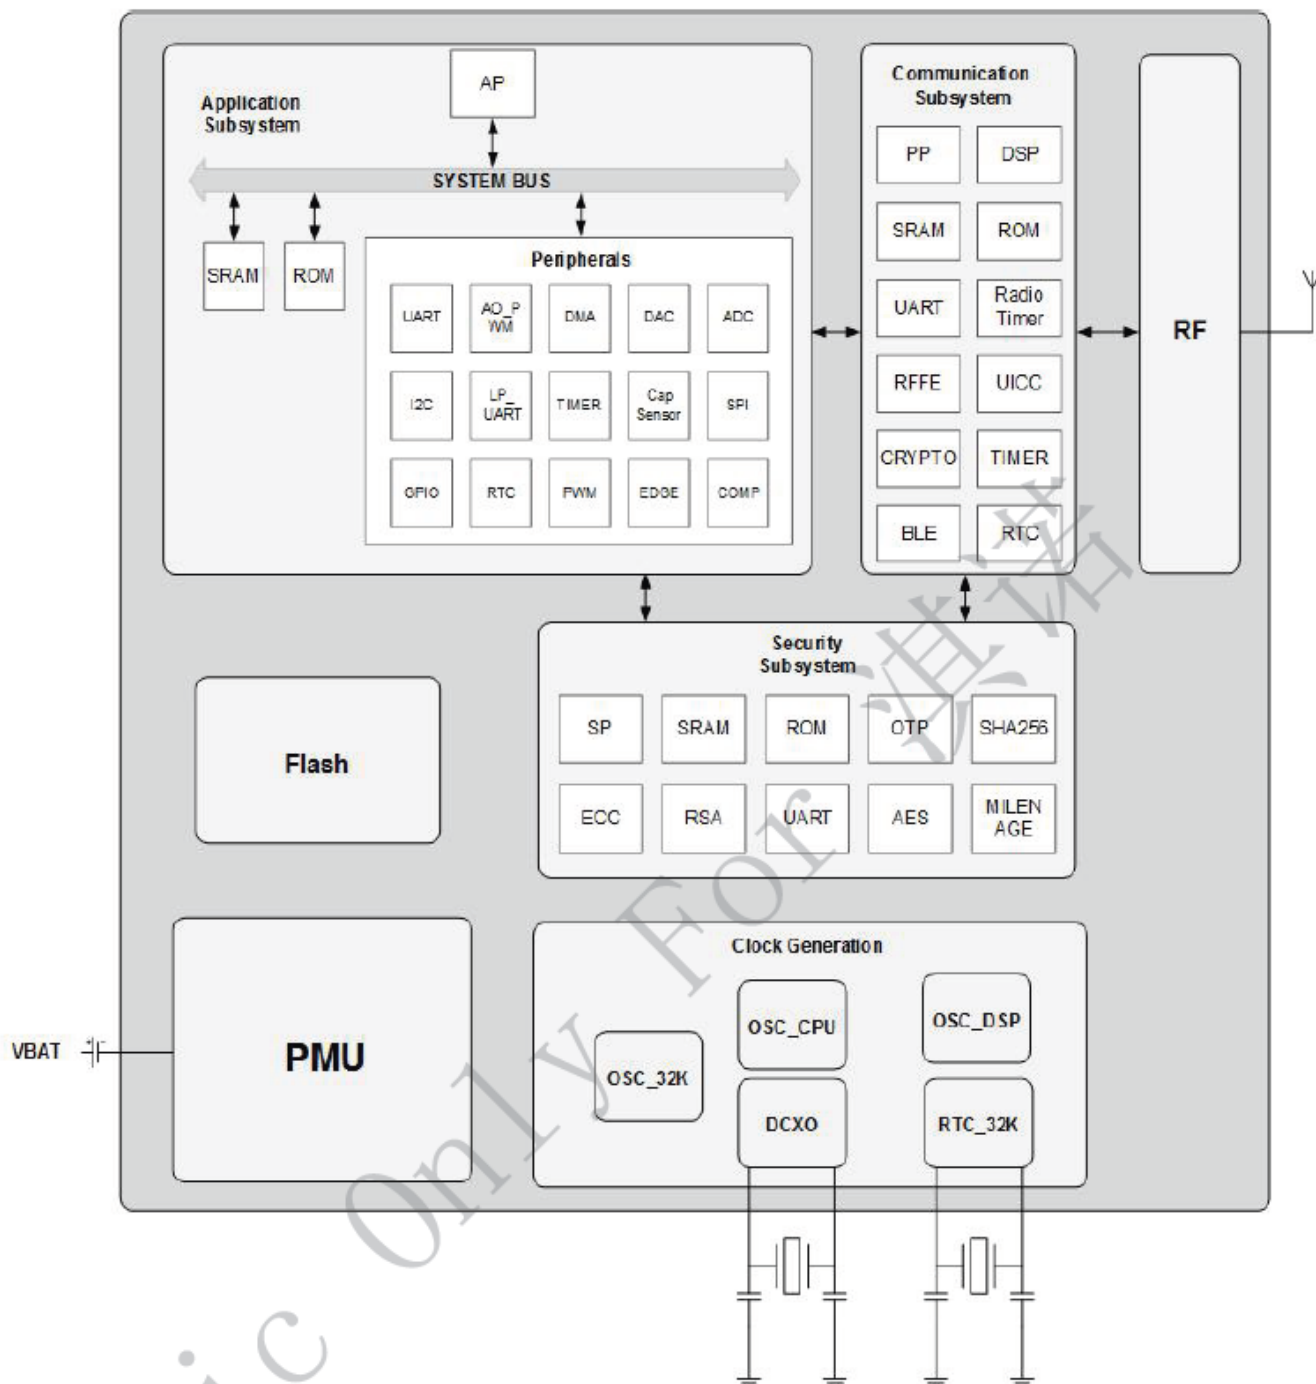 Application
Subsystem
AP
SYSTEM BUS
SRAM
ROM
Peripherals
UART
AO_P
WM
DMA
DAC
ADC
I2C
LP_
UART
TIMER
Cap
Sensor
SPI
GPIO
RTC
PWM
EDGE
COMP
Communication
Subsystem
PP
DSP
SRAM
ROM
UART
Radio
Timer
RFFE
UICC
CRYPTO
TIMER
BLE
RTC
RF
Security
Subsystem
SP
SRAM
ROM
OTP
SHA256
ECC
RSA
UART
AES
MILEN
AGE
Flash
PMU
VBAT
Clock Generation
OSC_32K
OSC_CPU
OSC_DSP
DCXO
RTC_32K
ic Only For 淇诺